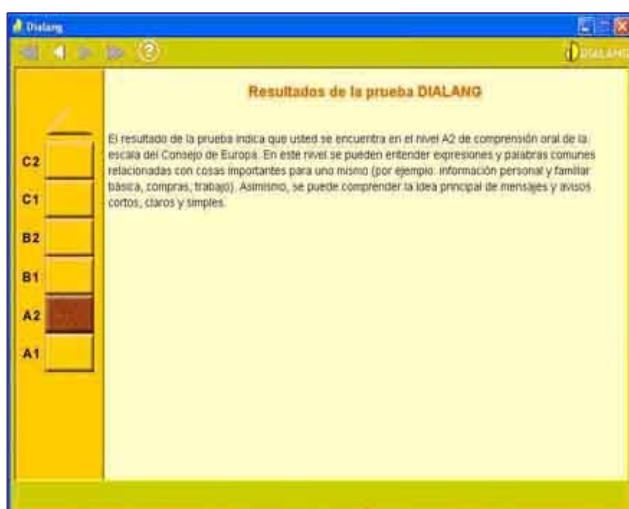 Dialang
?
DIALANG
Resultados de la prueba DIALANG
El resultado de la prueba indica que usted se encuentra en el nivel A2 de comprensión oral de la
escala del Consejo de Europa. En este nivel se pueden entender expresiones y palabras comunes
relacionadas con cosas importantes para uno mismo (por ejemplo: información personal y familiar
básica, compras, trabajo). Asimismo, se puede comprender la idea principal de mensajes y avisos
cortos, claros y simples.
C2
C1
B2
B1
A2
A1